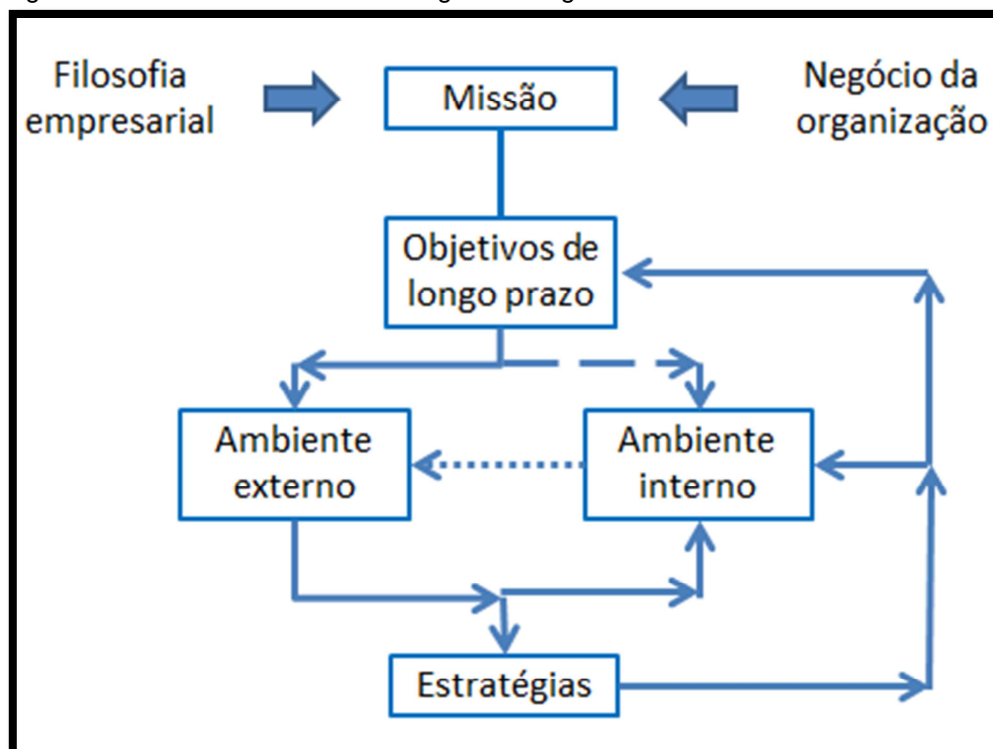 Filosofia
empresarial
Missão
Negócio da
organização
Objetivos de
longo prazo
Ambiente
externo
Ambiente
interno
Estratégias